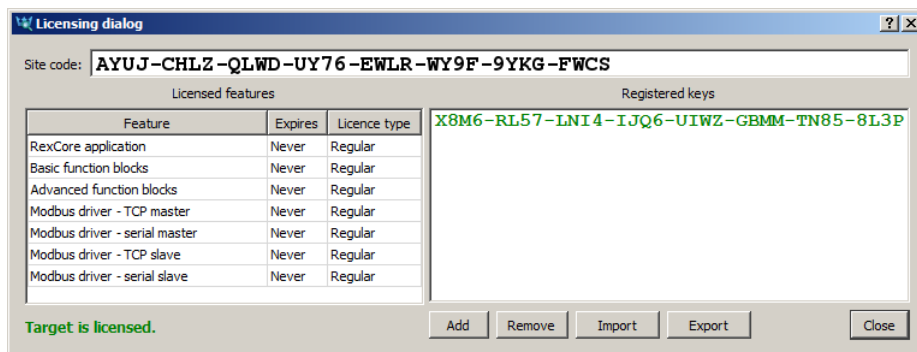 Licensing dialog
Site code: AYUJ-CHLZ-QLWD-UY76-EWLR-WY9F-9YKG-FWCS
Licensed features
Feature Expires Licence type
RexCore application Never Regular
Basic function blocks Never Regular
Advanced function blocks Never Regular
Modbus driver - TCP master Never Regular
Modbus driver - serial master Never Regular
Modbus driver - TCP slave Never Regular
Modbus driver - serial slave Never Regular
Registered keys
X8M6-RL57-LNI4-IJQ6-UIWZ-GBMM-TN85-8L3P
Target is licensed.
Add Remove Import Export Close